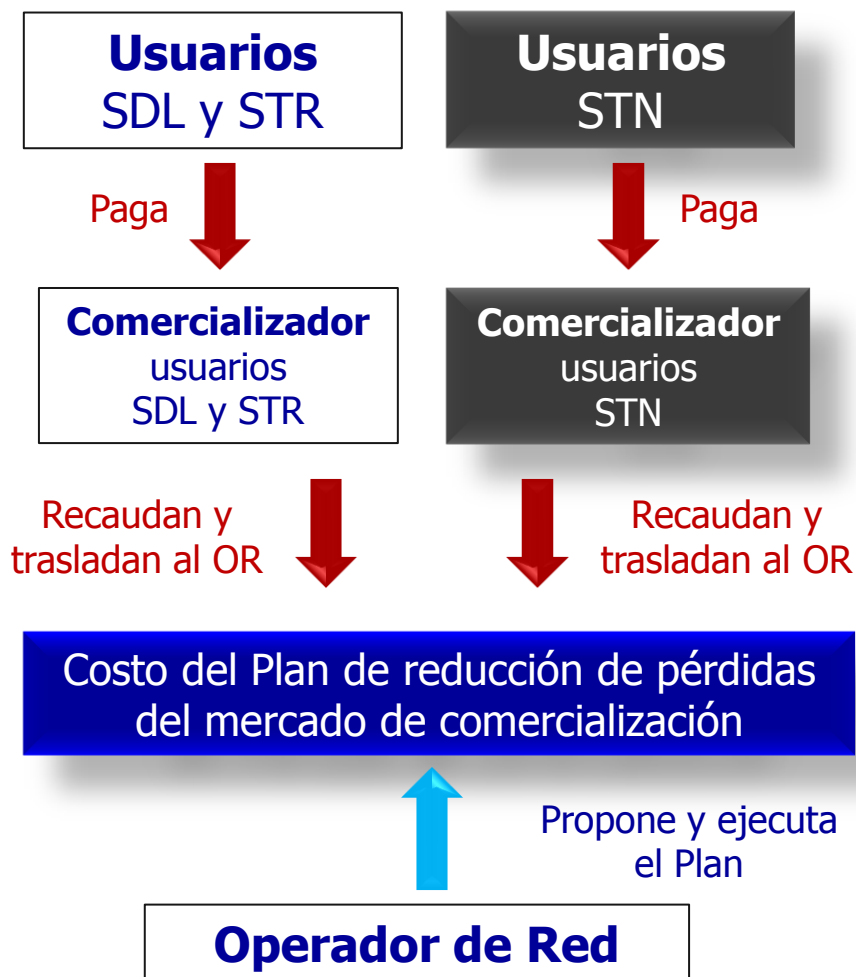 Usuarios
SDL y STR
Usuarios
STN
Paga
Paga
Comercializador
usuarios
SDL y STR
Comercializador
usuarios
STN
Recaudan y
trasladan al OR
Recaudan y
trasladan al OR
Costo del Plan de reducción de pérdidas
del mercado de comercialización
Propone y ejecuta
el Plan
Operador de Red